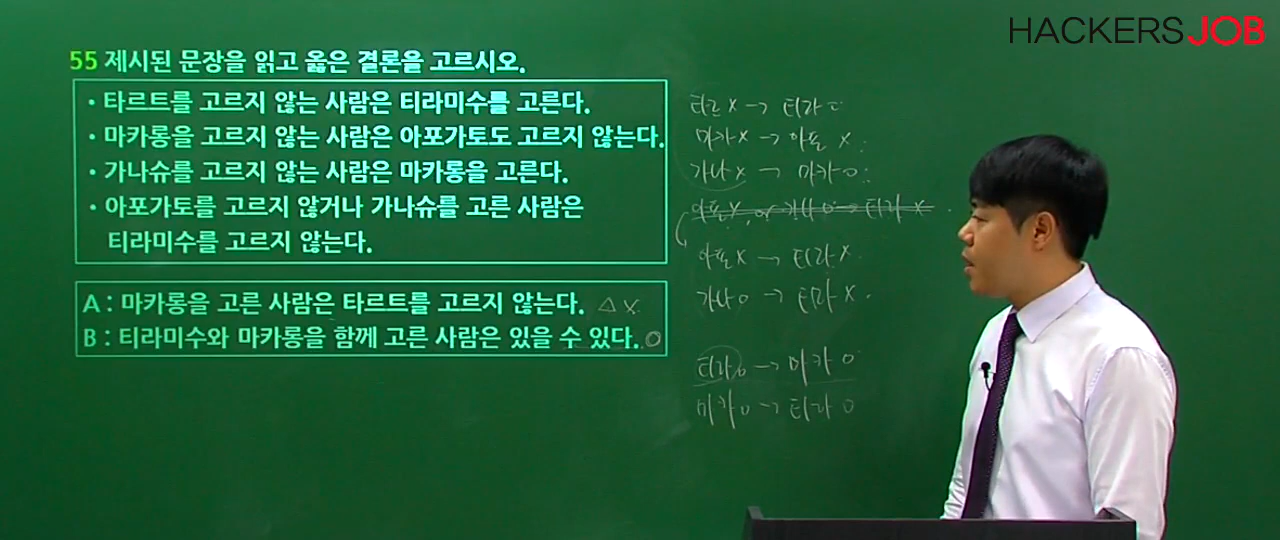 HACKERSJOB
55 제시된 문장을 읽고 옳은 결론을 고르시오.
• 타르트를 고르지 않는 사람은 티라미수를 고른다.
• 마카롱을 고르지 않는 사람은 아포가토도 고르지 않는다.
• 가나슈를 고르지 않는 사람은 마카롱을 고른다.
• 아포가토를 고르지 않거나 가나슈를 고른 사람은
티라미수를 고르지 않는다.
A : 마카롱을 고른 사람은 타르트를 고르지 않는다. △ X.
B : 티라미수와 마카롱을 함께 고른 사람은 있을 수 있다. O
타르 X → 티라 O
마카 X → 아포 X
가나 X → 마카 O
아포 X, or 가나 O → 티라 X
아포 X → 티라 X
가나 O → 티라 X
티라 O → 마카 O
마카 O → 티라 O